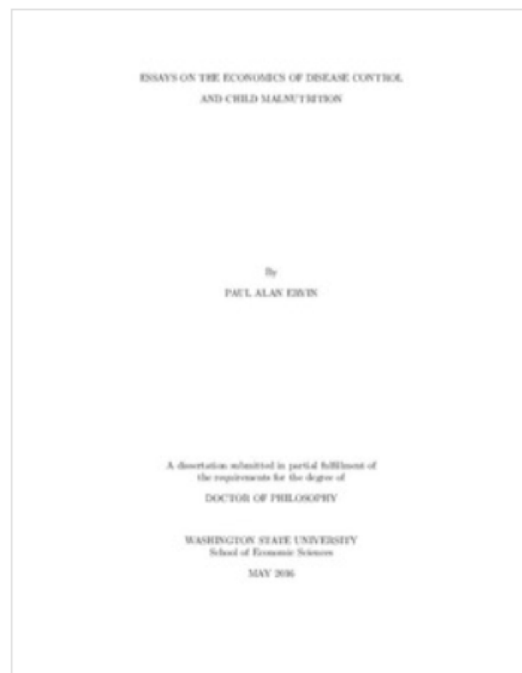 ESSAYS ON THE ECONOMICS OF DISEASE CONTROL
AND CHILD MALNUTRITION
By
PAUL ALAN ERVIN
A dissertation submitted in partial fulfillment of
the requirements for the degree of
DOCTOR OF PHILOSOPHY
WASHINGTON STATE UNIVERSITY
School of Economic Sciences
MAY 2016